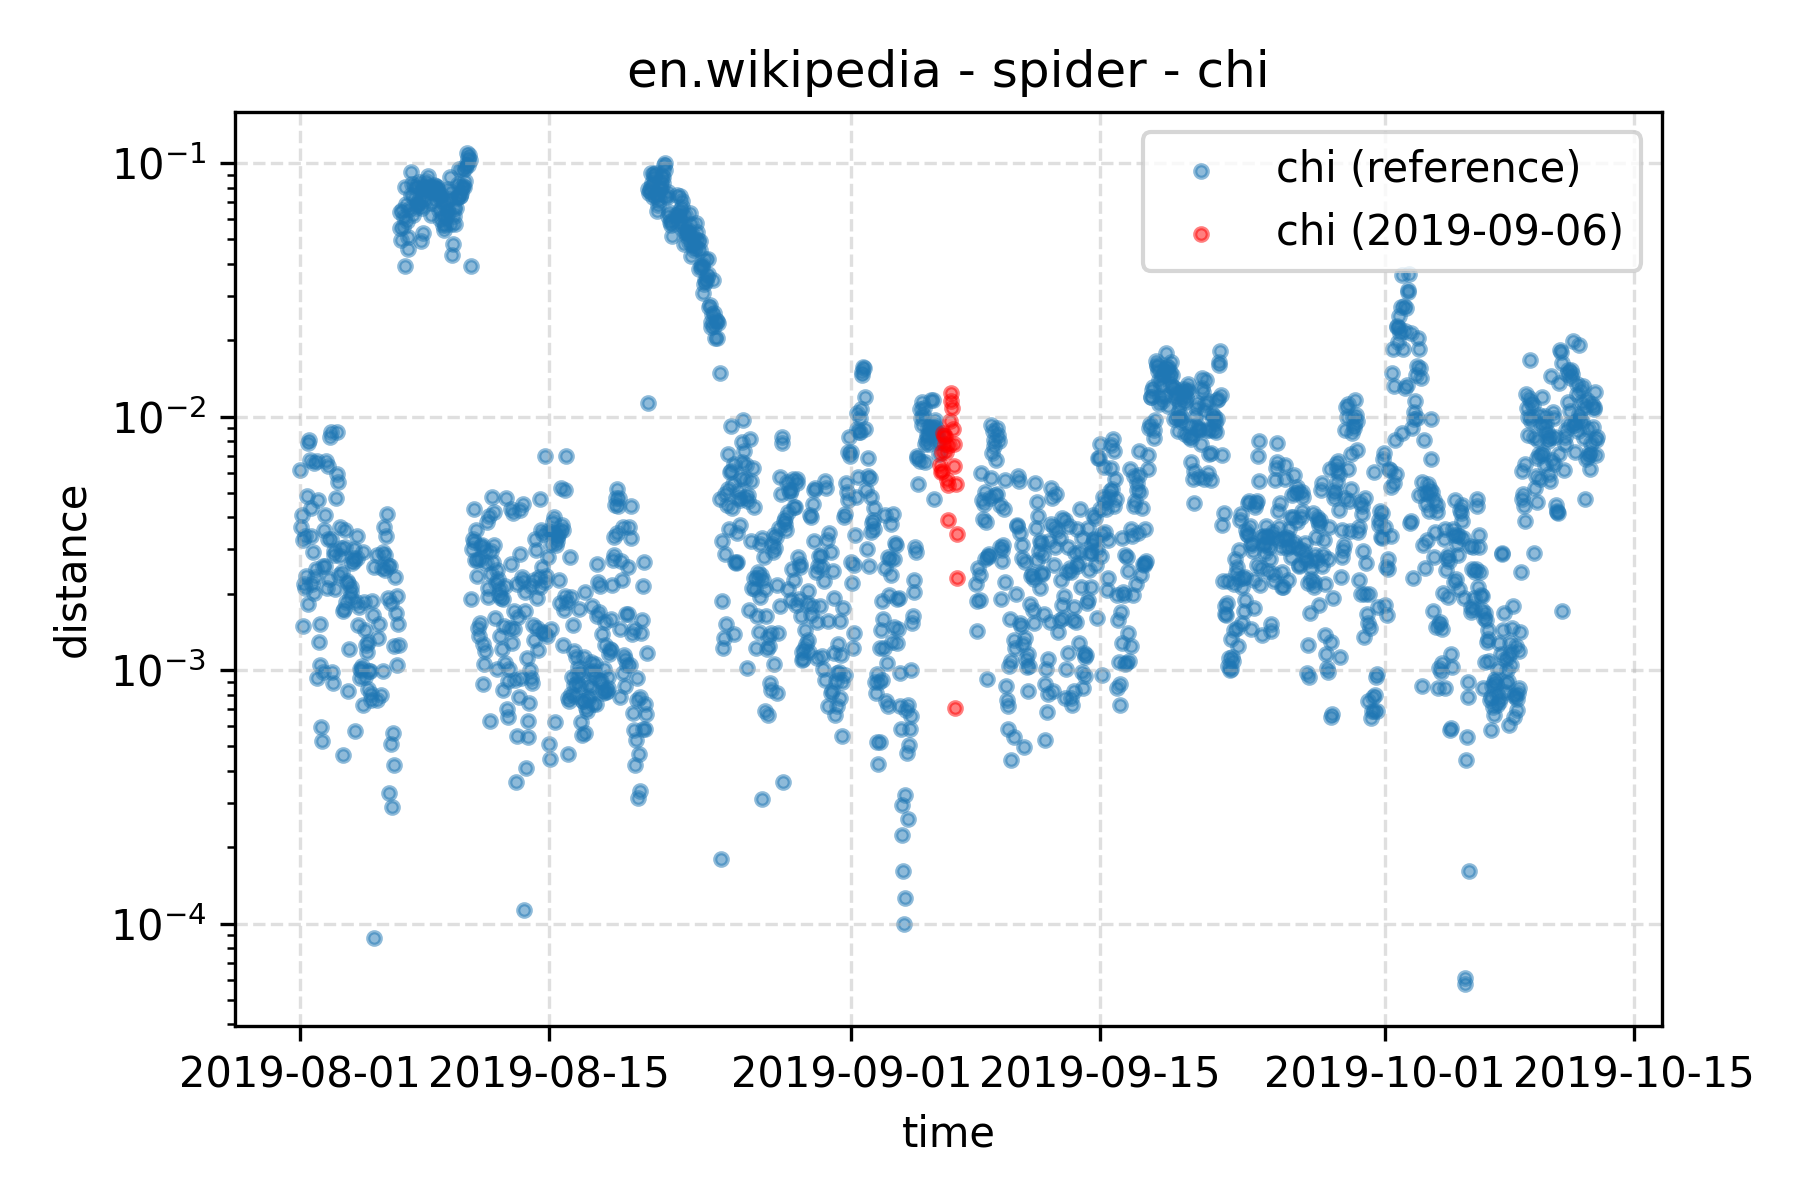 en.wikipedia - spider - chi
chi (reference)
chi (2019-09-06)
10⁻¹
10⁻²
10⁻³
10⁻⁴
distance
2019-08-01 2019-08-15 2019-09-01 2019-09-15 2019-10-01 2019-10-15
time